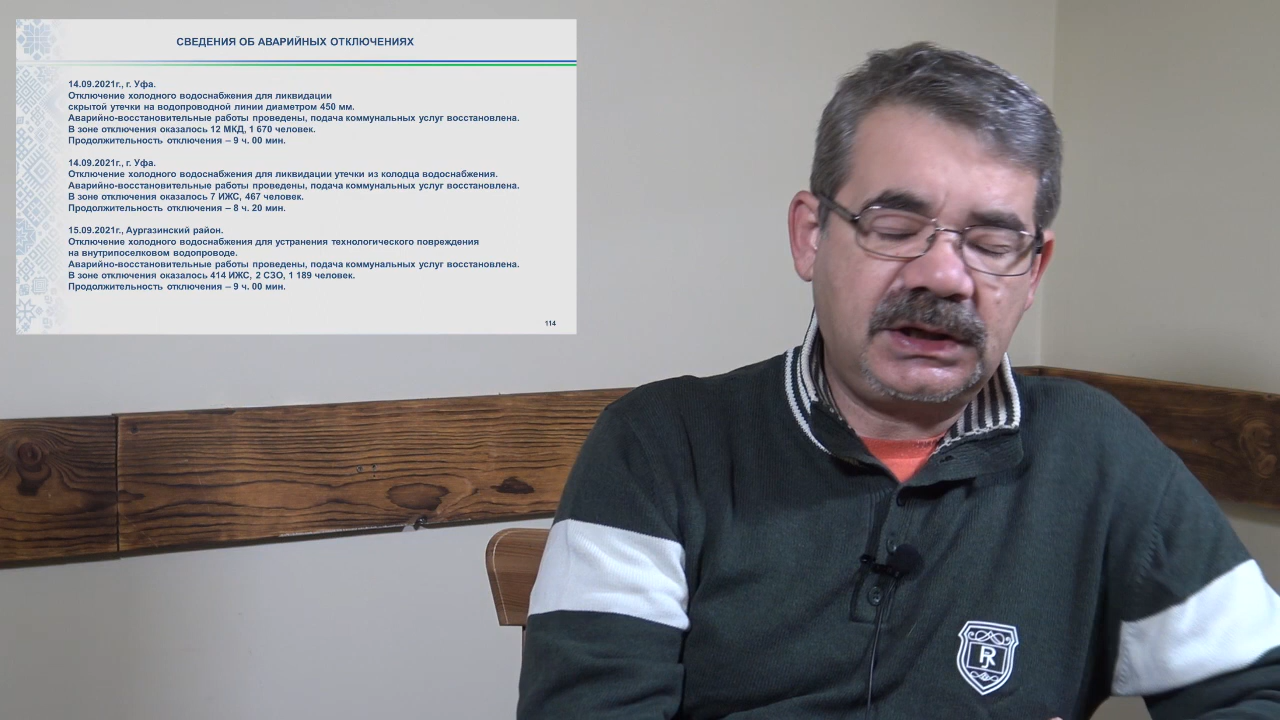 СВЕДЕНИЯ ОБ АВАРИЙНЫХ ОТКЛЮЧЕНИЯХ
14.09.2021г., г. Уфа.
Отключение холодного водоснабжения для ликвидации
скрытой утечки на водопроводной линии диаметром 450 мм.
Аварийно-восстановительные работы проведены, подача коммунальных услуг восстановлена.
В зоне отключения оказалось 12 МКД, 1 670 человек.
Продолжительность отключения – 9 ч. 00 мин.
14.09.2021г., г. Уфа.
Отключение холодного водоснабжения для ликвидации утечки из колодца водоснабжения.
Аварийно-восстановительные работы проведены, подача коммунальных услуг восстановлена.
В зоне отключения оказалось 7 ИЖС, 467 человек.
Продолжительность отключения – 8 ч. 20 мин.
15.09.2021г., Аургазинский район.
Отключение холодного водоснабжения для устранения технологического повреждения
на внутрипоселковом водопроводе.
Аварийно-восстановительные работы проведены, подача коммунальных услуг восстановлена.
В зоне отключения оказалось 414 ИЖС, 2 СЗО, 1 189 человек.
Продолжительность отключения – 9 ч. 00 мин.
114